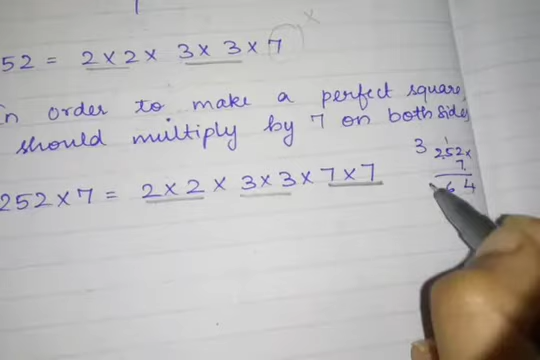 52 = 2 × 2 × 3 × 3 × 7 ×
n order to make a perfect square,
should multiply by 7 on both sides
252 × 7 = 2 × 2 × 3 × 3 × 7 × 7
3 1
252 ×
7
64